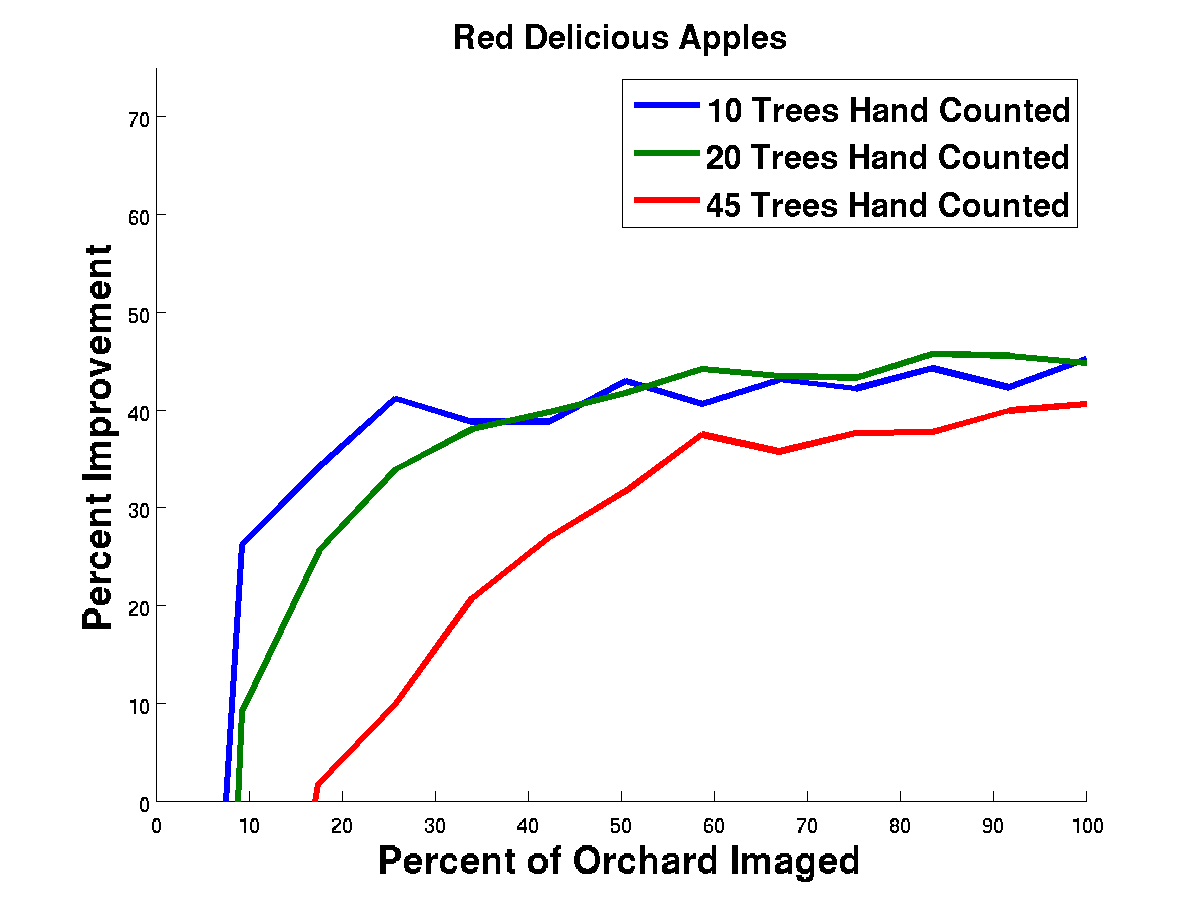 Red Delicious Apples
10 Trees Hand Counted
20 Trees Hand Counted
45 Trees Hand Counted
Percent Improvement
70
60
50
40
30
20
10
0
0 10 20 30 40 50 60 70 80 90 100
Percent of Orchard Imaged